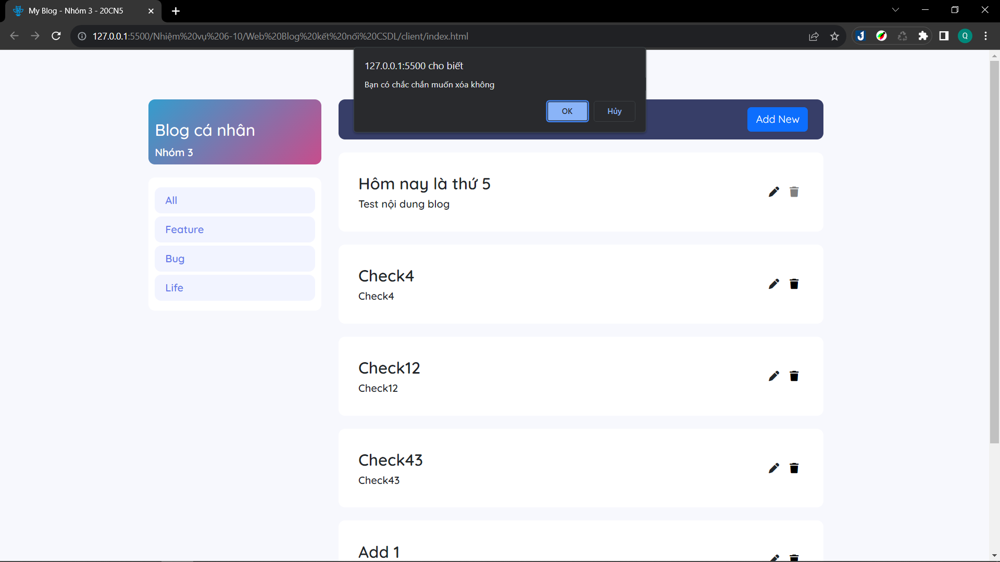 My Blog - Nhóm 3 - 20CN5
127.0.0.1:5500/Nhiệm%20vụ%206-10/Web%20Blog%20kết%20nối%20CSDL/client/index.html
Q
127.0.0.1:5500 cho biết
Bạn có chắc chắn muốn xóa không
OK
Hủy
Add New
Blog cá nhân
Nhóm 3
All
Feature
Bug
Life
Hôm nay là thứ 5
Test nội dung blog
Check4
Check4
Check12
Check12
Check43
Check43
Add 1